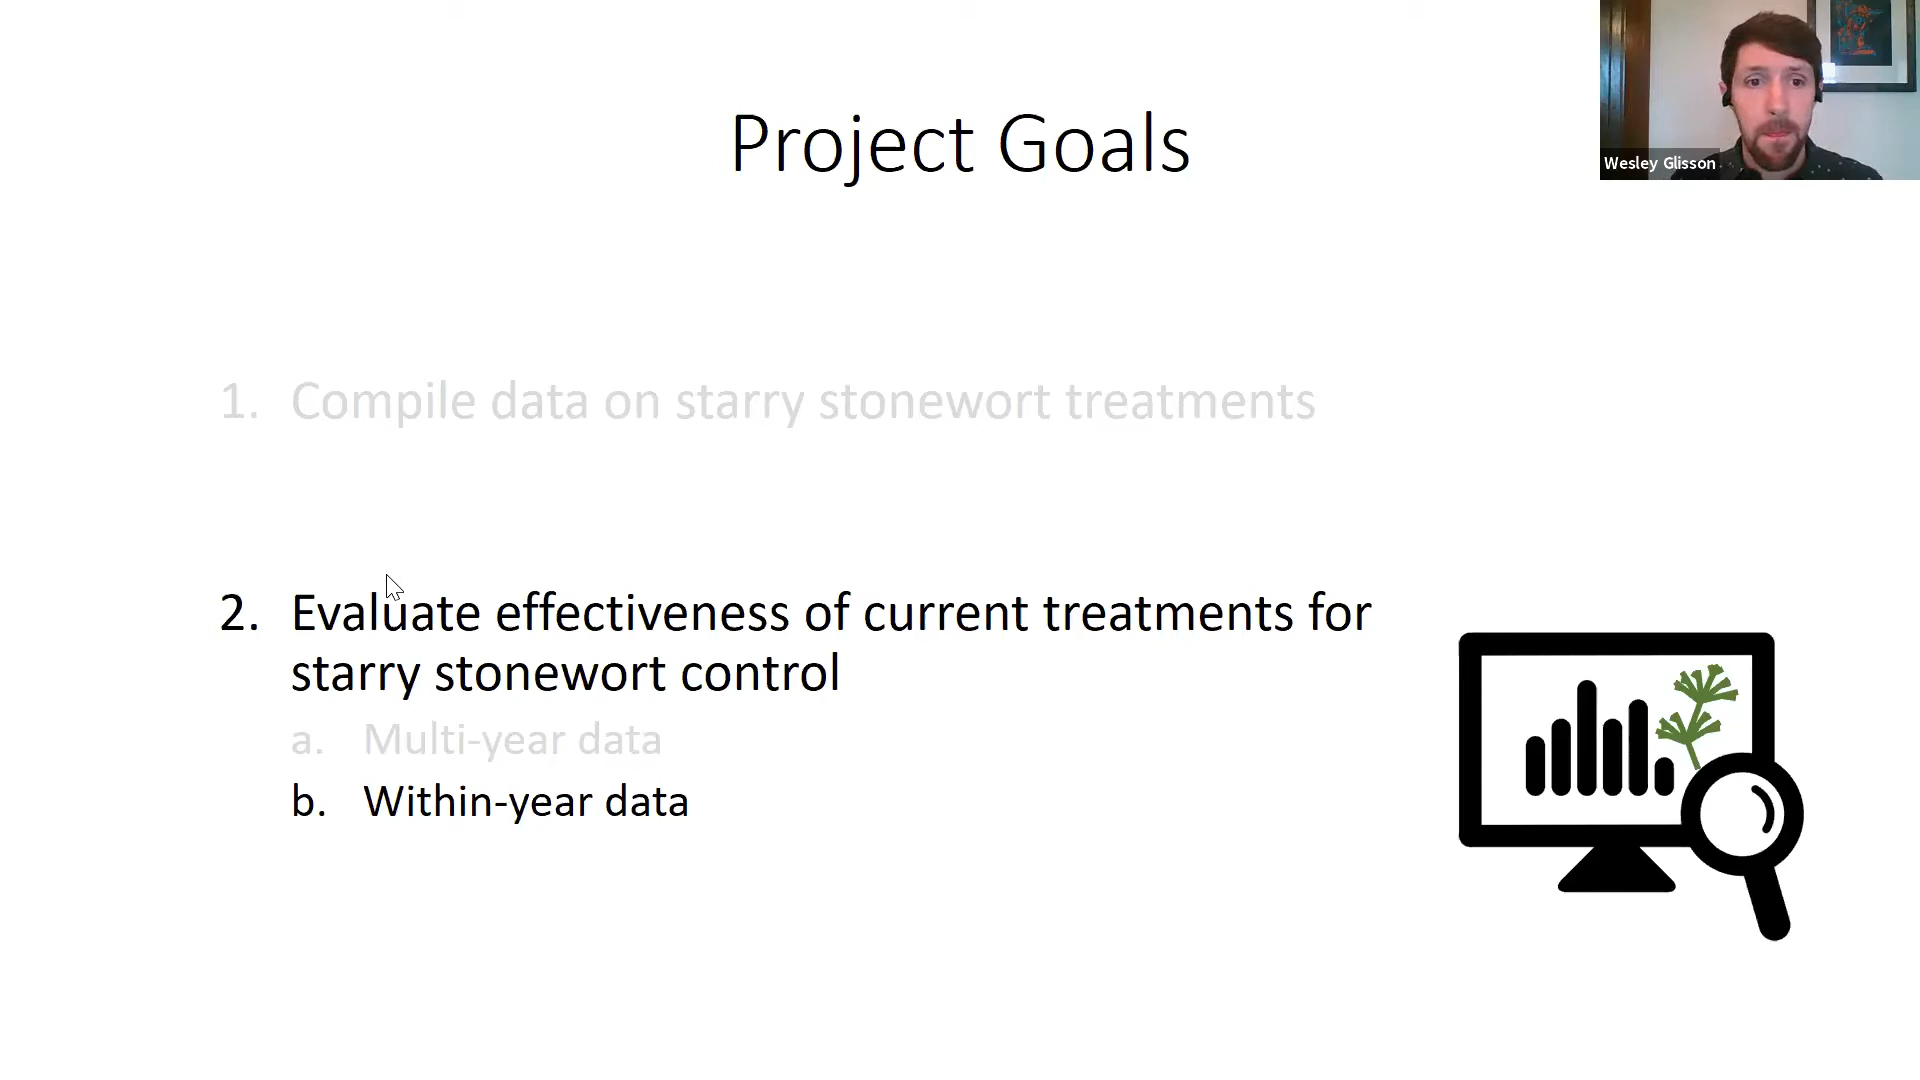 Project Goals
Wesley Glisson
1. Compile data on starry stonewort treatments
2. Evaluate effectiveness of current treatments for
starry stonewort control
a. Multi-year data
b. Within-year data